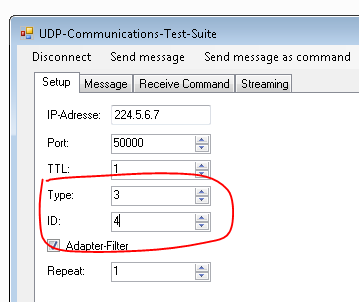 UDP-Communications-Test-Suite
Disconnect Send message Send message as command
Setup Message Receive Command Streaming
IP-Adresse: 224.5.6.7
Port: 50000
TTL: 1
Type: 3
ID: 4
Adapter-Filter
Repeat: 1